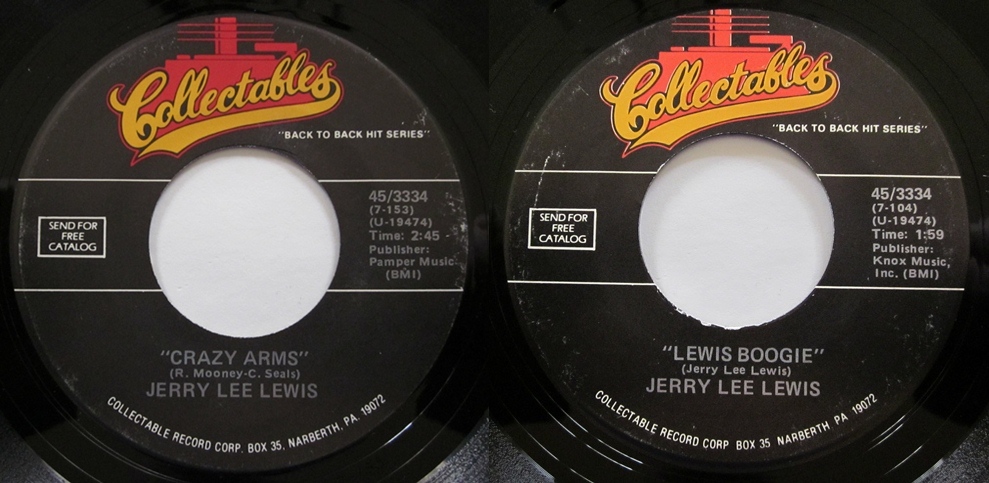 Collectables
"BACK TO BACK HIT SERIES"
45/3334
(7-153)
(U-19474)
Time: 2:45
Publisher:
Pamper Music
(BMI)
SEND FOR
FREE
CATALOG
"CRAZY ARMS"
(R. Mooney-C. Seals)
JERRY LEE LEWIS
COLLECTABLE RECORD CORP. BOX 35, NARBERTH, PA 19072
Collectables
"BACK TO BACK HIT SERIES"
45/3334
(7-104)
(U-19474)
Time: 1:59
Publisher:
Knox Music,
Inc. (BMI)
SEND FOR
FREE
CATALOG
"LEWIS BOOGIE"
(Jerry Lee Lewis)
JERRY LEE LEWIS
COLLECTABLE RECORD CORP BOX 35 NARBERTH, PA 19072